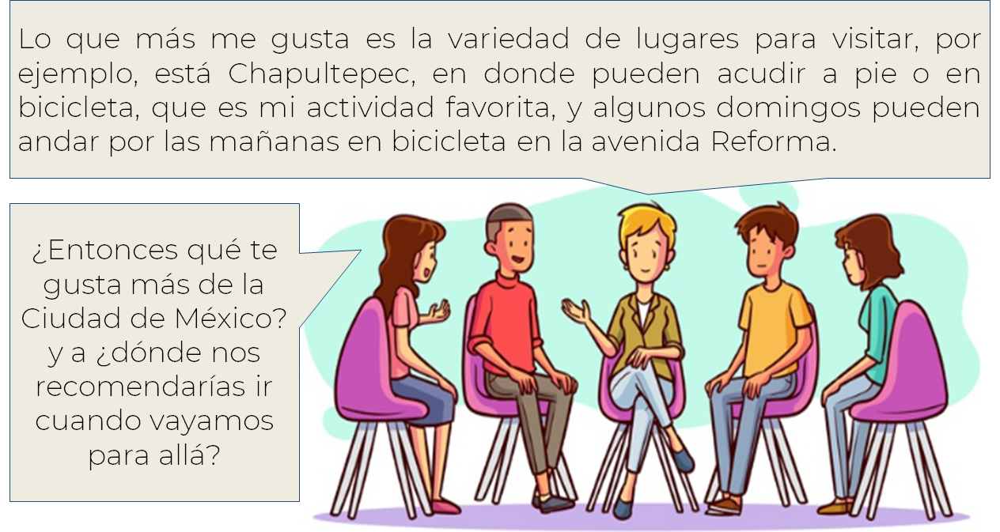 Lo que más me gusta es la variedad de lugares para visitar, por
ejemplo, está Chapultepec, en donde pueden acudir a pie o en
bicicleta, que es mi actividad favorita, y algunos domingos pueden
andar por las mañanas en bicicleta en la avenida Reforma.
¿Entonces qué te
gusta más de la
Ciudad de México?
y a ¿dónde nos
recomendarías ir
cuando vayamos
para allá?